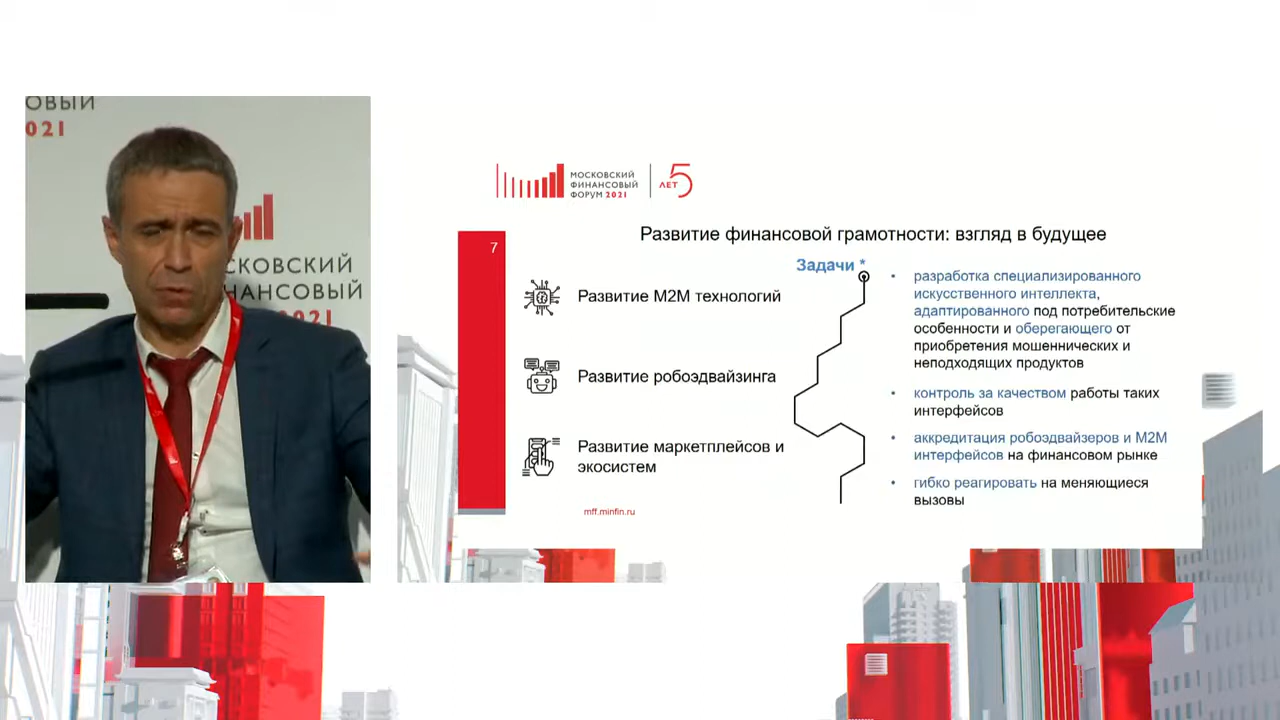 ОВЫЙ
021
СКОВСКИЙ
НАНСОВЫЙ
021
МОСКОВСКИЙ
ФИНАНСОВЫЙ
ФОРУМ 2021
ЛЕТ 5
7
Развитие финансовой грамотности: взгляд в будущее
Развитие M2M технологий
Развитие робоэдвайзинга
Развитие маркетплейсов и
экосистем
mff.minfin.ru
Задачи *
• разработка специализированного
искусственного интеллекта,
адаптированного под потребительские
особенности и оберегающего от
приобретения мошеннических и
неподходящих продуктов
• контроль за качеством работы таких
интерфейсов
• аккредитация робоэдвайзеров и M2M
интерфейсов на финансовом рынке
• гибко реагировать на меняющиеся
вызовы